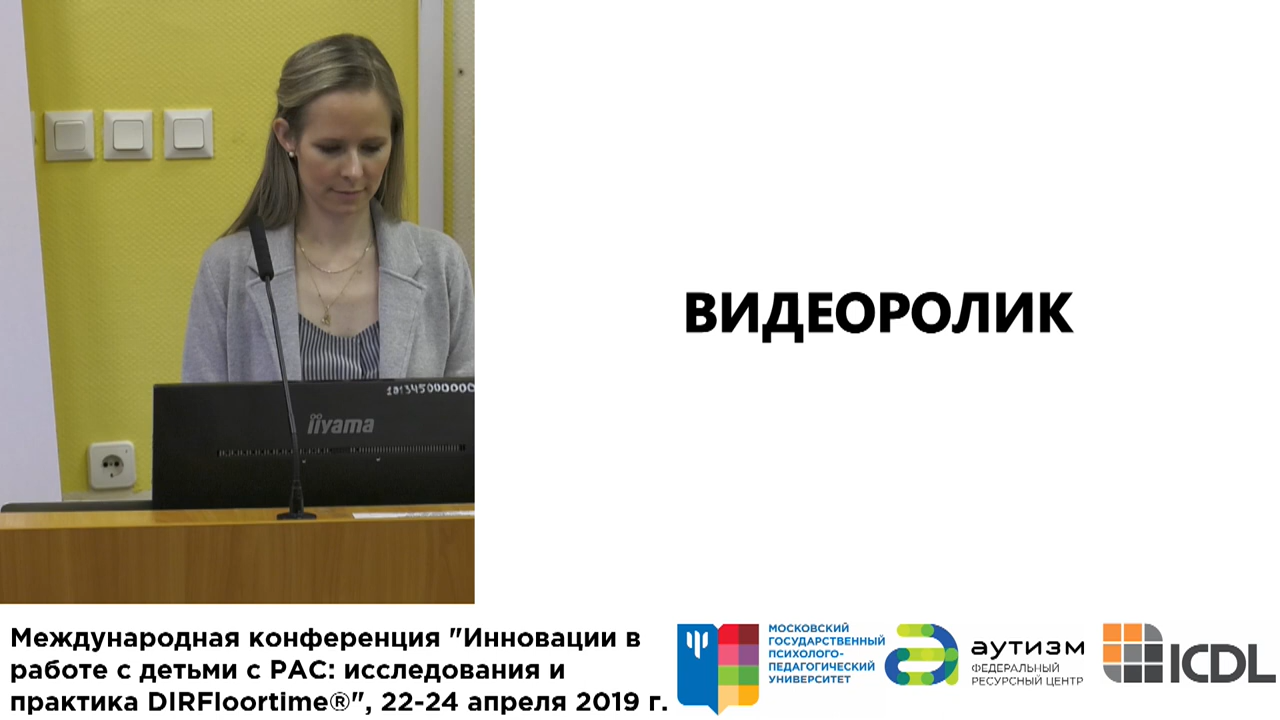 ВИДЕОРОЛИК
181345000000
iiyama
Международная конференция "Инновации в
работе с детьми с РАС: исследования и
практика DIRFloortime®", 22-24 апреля 2019 г.
МОСКОВСКИЙ
ГОСУДАРСТВЕННЫЙ
ПСИХОЛОГО-
ПЕДАГОГИЧЕСКИЙ
УНИВЕРСИТЕТ
аутизм
ФЕДЕРАЛЬНЫЙ
РЕСУРСНЫЙ ЦЕНТР
ICDL